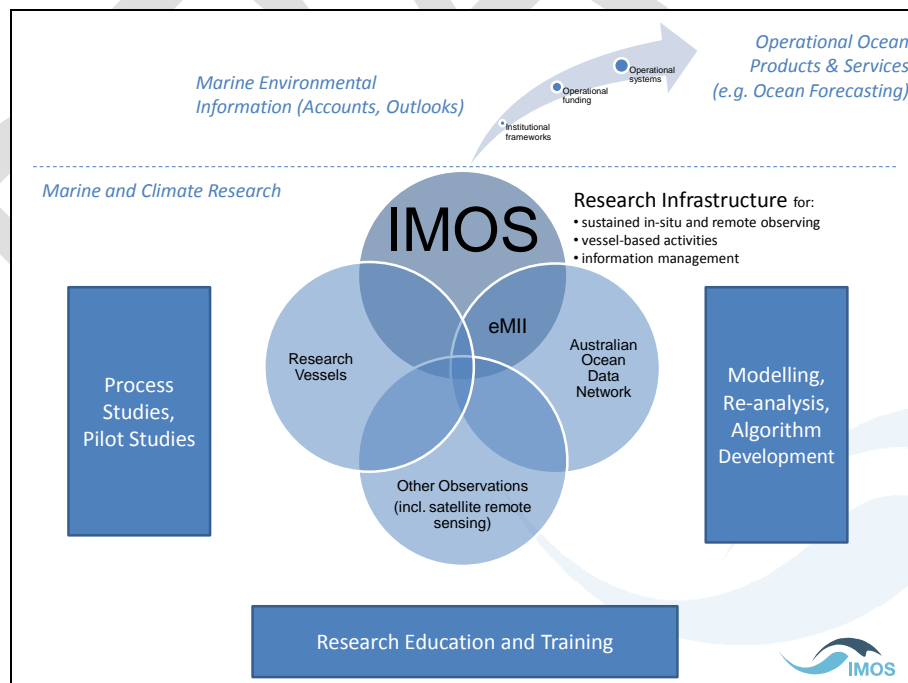 Marine Environmental
Information (Accounts, Outlooks)
Operational Ocean
Products & Services
(e.g. Ocean Forecasting)
Operational
systems
Operational
funding
Institutional
frameworks
Marine and Climate Research
IMOS
Research Infrastructure for:
• sustained in-situ and remote observing
• vessel-based activities
• information management
eMII
Research
Vessels
Australian
Ocean
Data
Network
Other Observations
(incl. satellite remote
sensing)
Process
Studies,
Pilot Studies
Modelling,
Re-analysis,
Algorithm
Development
Research Education and Training
IMOS